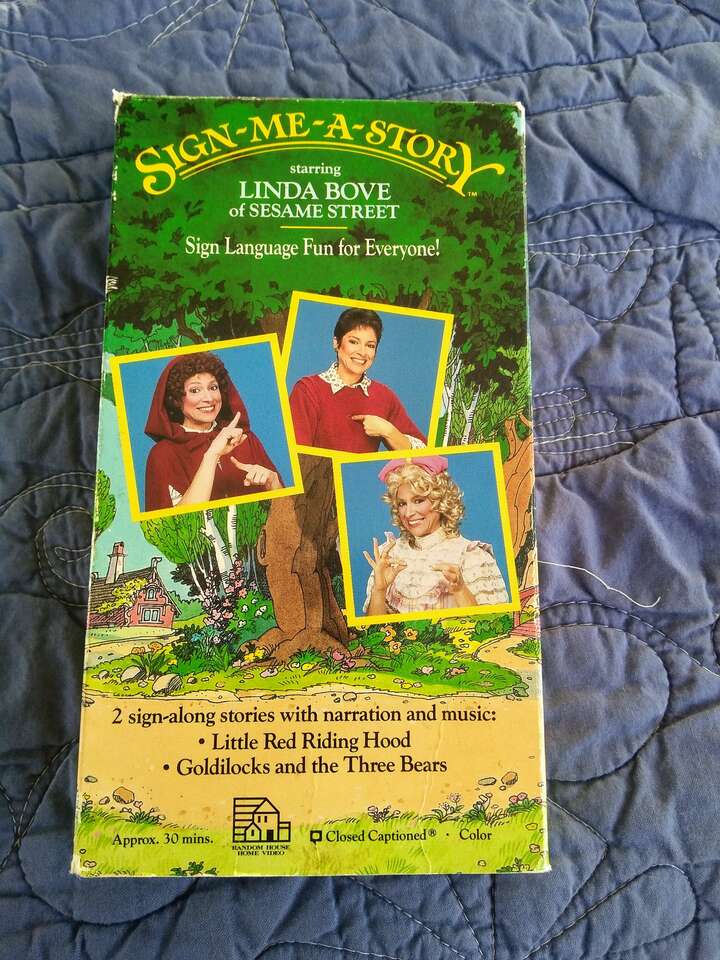 SIGN-ME-A-STORY™
starring
LINDA BOVE
of SESAME STREET
Sign Language Fun for Everyone!
2 sign-along stories with narration and music:
• Little Red Riding Hood
• Goldilocks and the Three Bears
Approx. 30 mins.
RANDOM HOUSE
HOME VIDEO
Closed Captioned® · Color